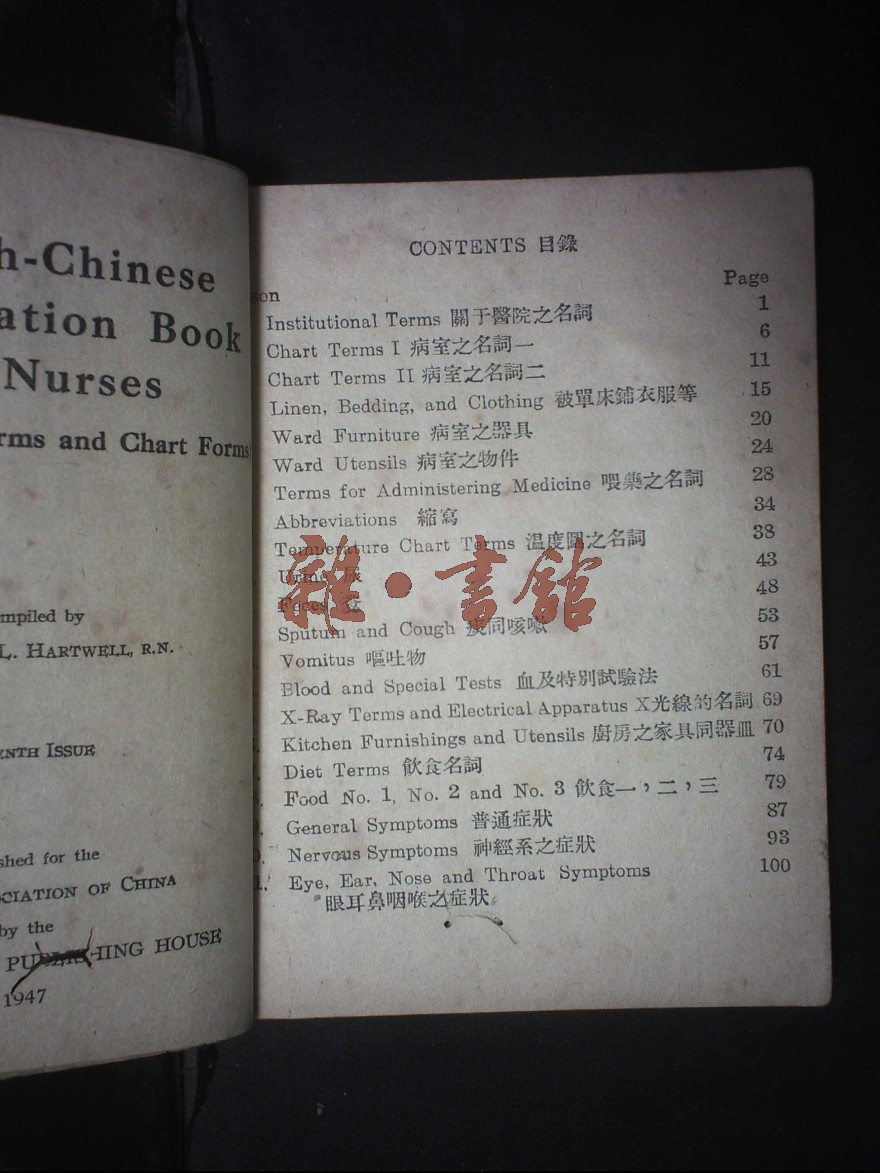 h-Chinese
ation Book
Nurses
rms and Chart Forms
mpiled by
L. HARTWELL, R.N.
ENTH ISSUE
shed for the
CIATION OF CHINA
by the
PUBLISHING HOUSE
1947
CONTENTS 目錄
son Page
Institutional Terms 關于醫院之名詞 1
Chart Terms I 病室之名詞一 6
Chart Terms II 病室之名詞二 11
Linen, Bedding, and Clothing 被單床鋪衣服等 15
Ward Furniture 病室之器具 20
Ward Utensils 病室之物件 24
Terms for Administering Medicine 喂藥之名詞 28
Abbreviations 縮寫 34
Temperature Chart Terms 溫度圖之名詞 38
Urine 尿 43
Feces 48
Sputum and Cough 痰同咳嗽 53
Vomitus 嘔吐物 57
Blood and Special Tests 血及特別試驗法 61
X-Ray Terms and Electrical Apparatus X光線的名詞 69
Kitchen Furnishings and Utensils 廚房之家具同器皿 70
Diet Terms 飲食名詞 74
Food No. 1, No. 2 and No. 3 飲食一，二，三 79
General Symptoms 普通症狀 87
Nervous Symptoms 神經系之症狀 93
Eye, Ear, Nose and Throat Symptoms 100
眼耳鼻咽喉之症狀
雜·書館